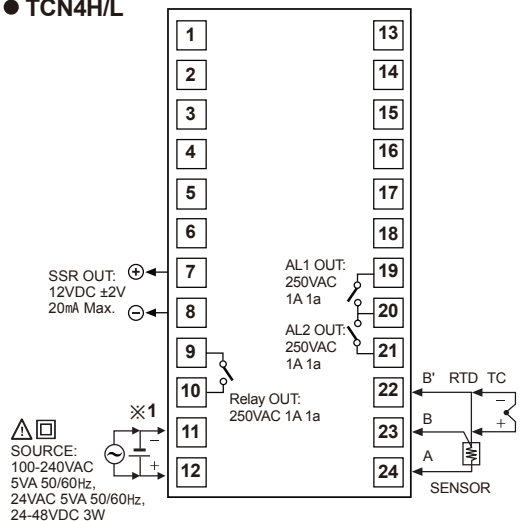 ● TCN4H/L
1
13
2
14
3
15
4
16
5
17
6
18
SSR OUT:
12VDC ±2V
20mA Max.
⊕
7
⊖
8
AL1 OUT:
250VAC
1A 1a
19
20
AL2 OUT:
250VAC
1A 1a
21
9
10
Relay OUT:
250VAC 1A 1a
B' RTD TC
22
−
+
B
23
A
24
SENSOR
※1
11
−
12
+
SOURCE:
100-240VAC
5VA 50/60Hz,
24VAC 5VA 50/60Hz,
24-48VDC 3W